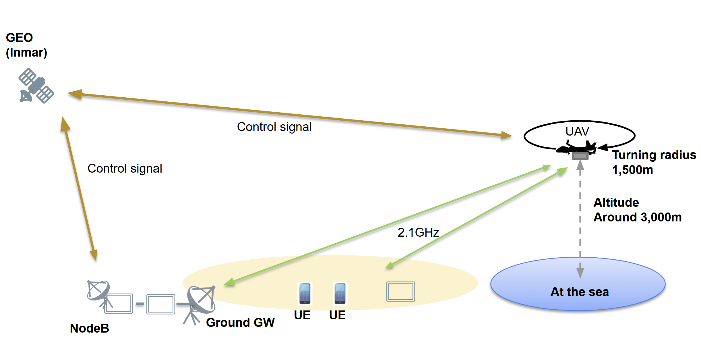 GEO
(Inmar)
Control signal
UAV
Turning radius
1,500m
Control signal
Altitude
Around 3,000m
2.1GHz
At the sea
NodeB
Ground GW
UE
UE